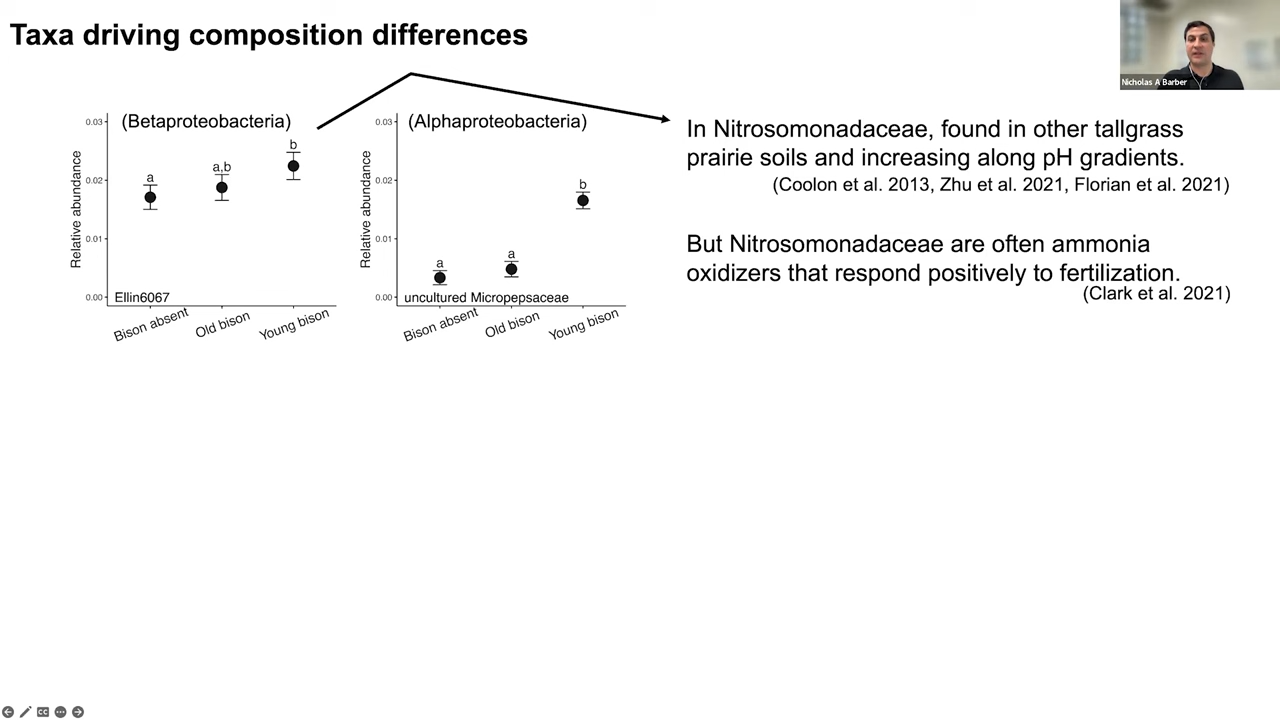 Taxa driving composition differences
Nicholas A Barber
(Betaproteobacteria)
Relative abundance
0.03
0.02
0.01
0.00
a
a,b
b
Ellin6067
Bison absent
Old bison
Young bison
(Alphaproteobacteria)
Relative abundance
0.03
0.02
0.01
0.00
a
a
b
uncultured Micropepsaceae
Bison absent
Old bison
Young bison
In Nitrosomonadaceae, found in other tallgrass
prairie soils and increasing along pH gradients.
(Coolon et al. 2013, Zhu et al. 2021, Florian et al. 2021)
But Nitrosomonadaceae are often ammonia
oxidizers that respond positively to fertilization.
(Clark et al. 2021)
CC